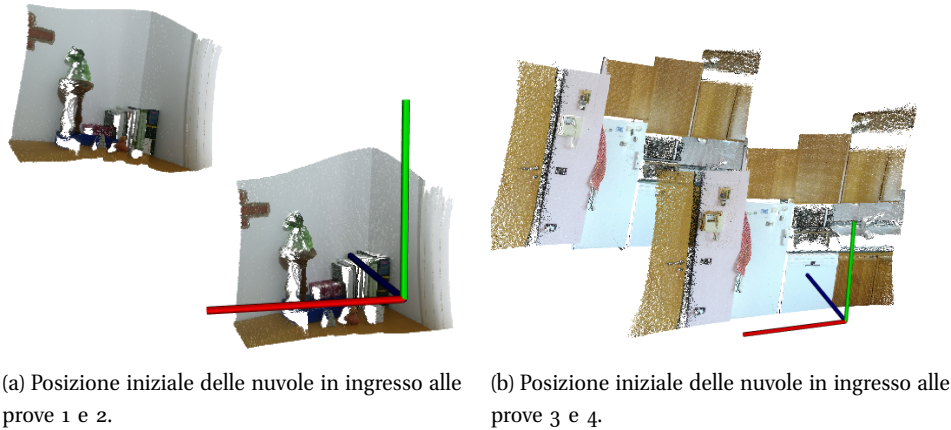 (a) Posizione iniziale delle nuvole in ingresso alle
prove 1 e 2.
(b) Posizione iniziale delle nuvole in ingresso alle
prove 3 e 4.